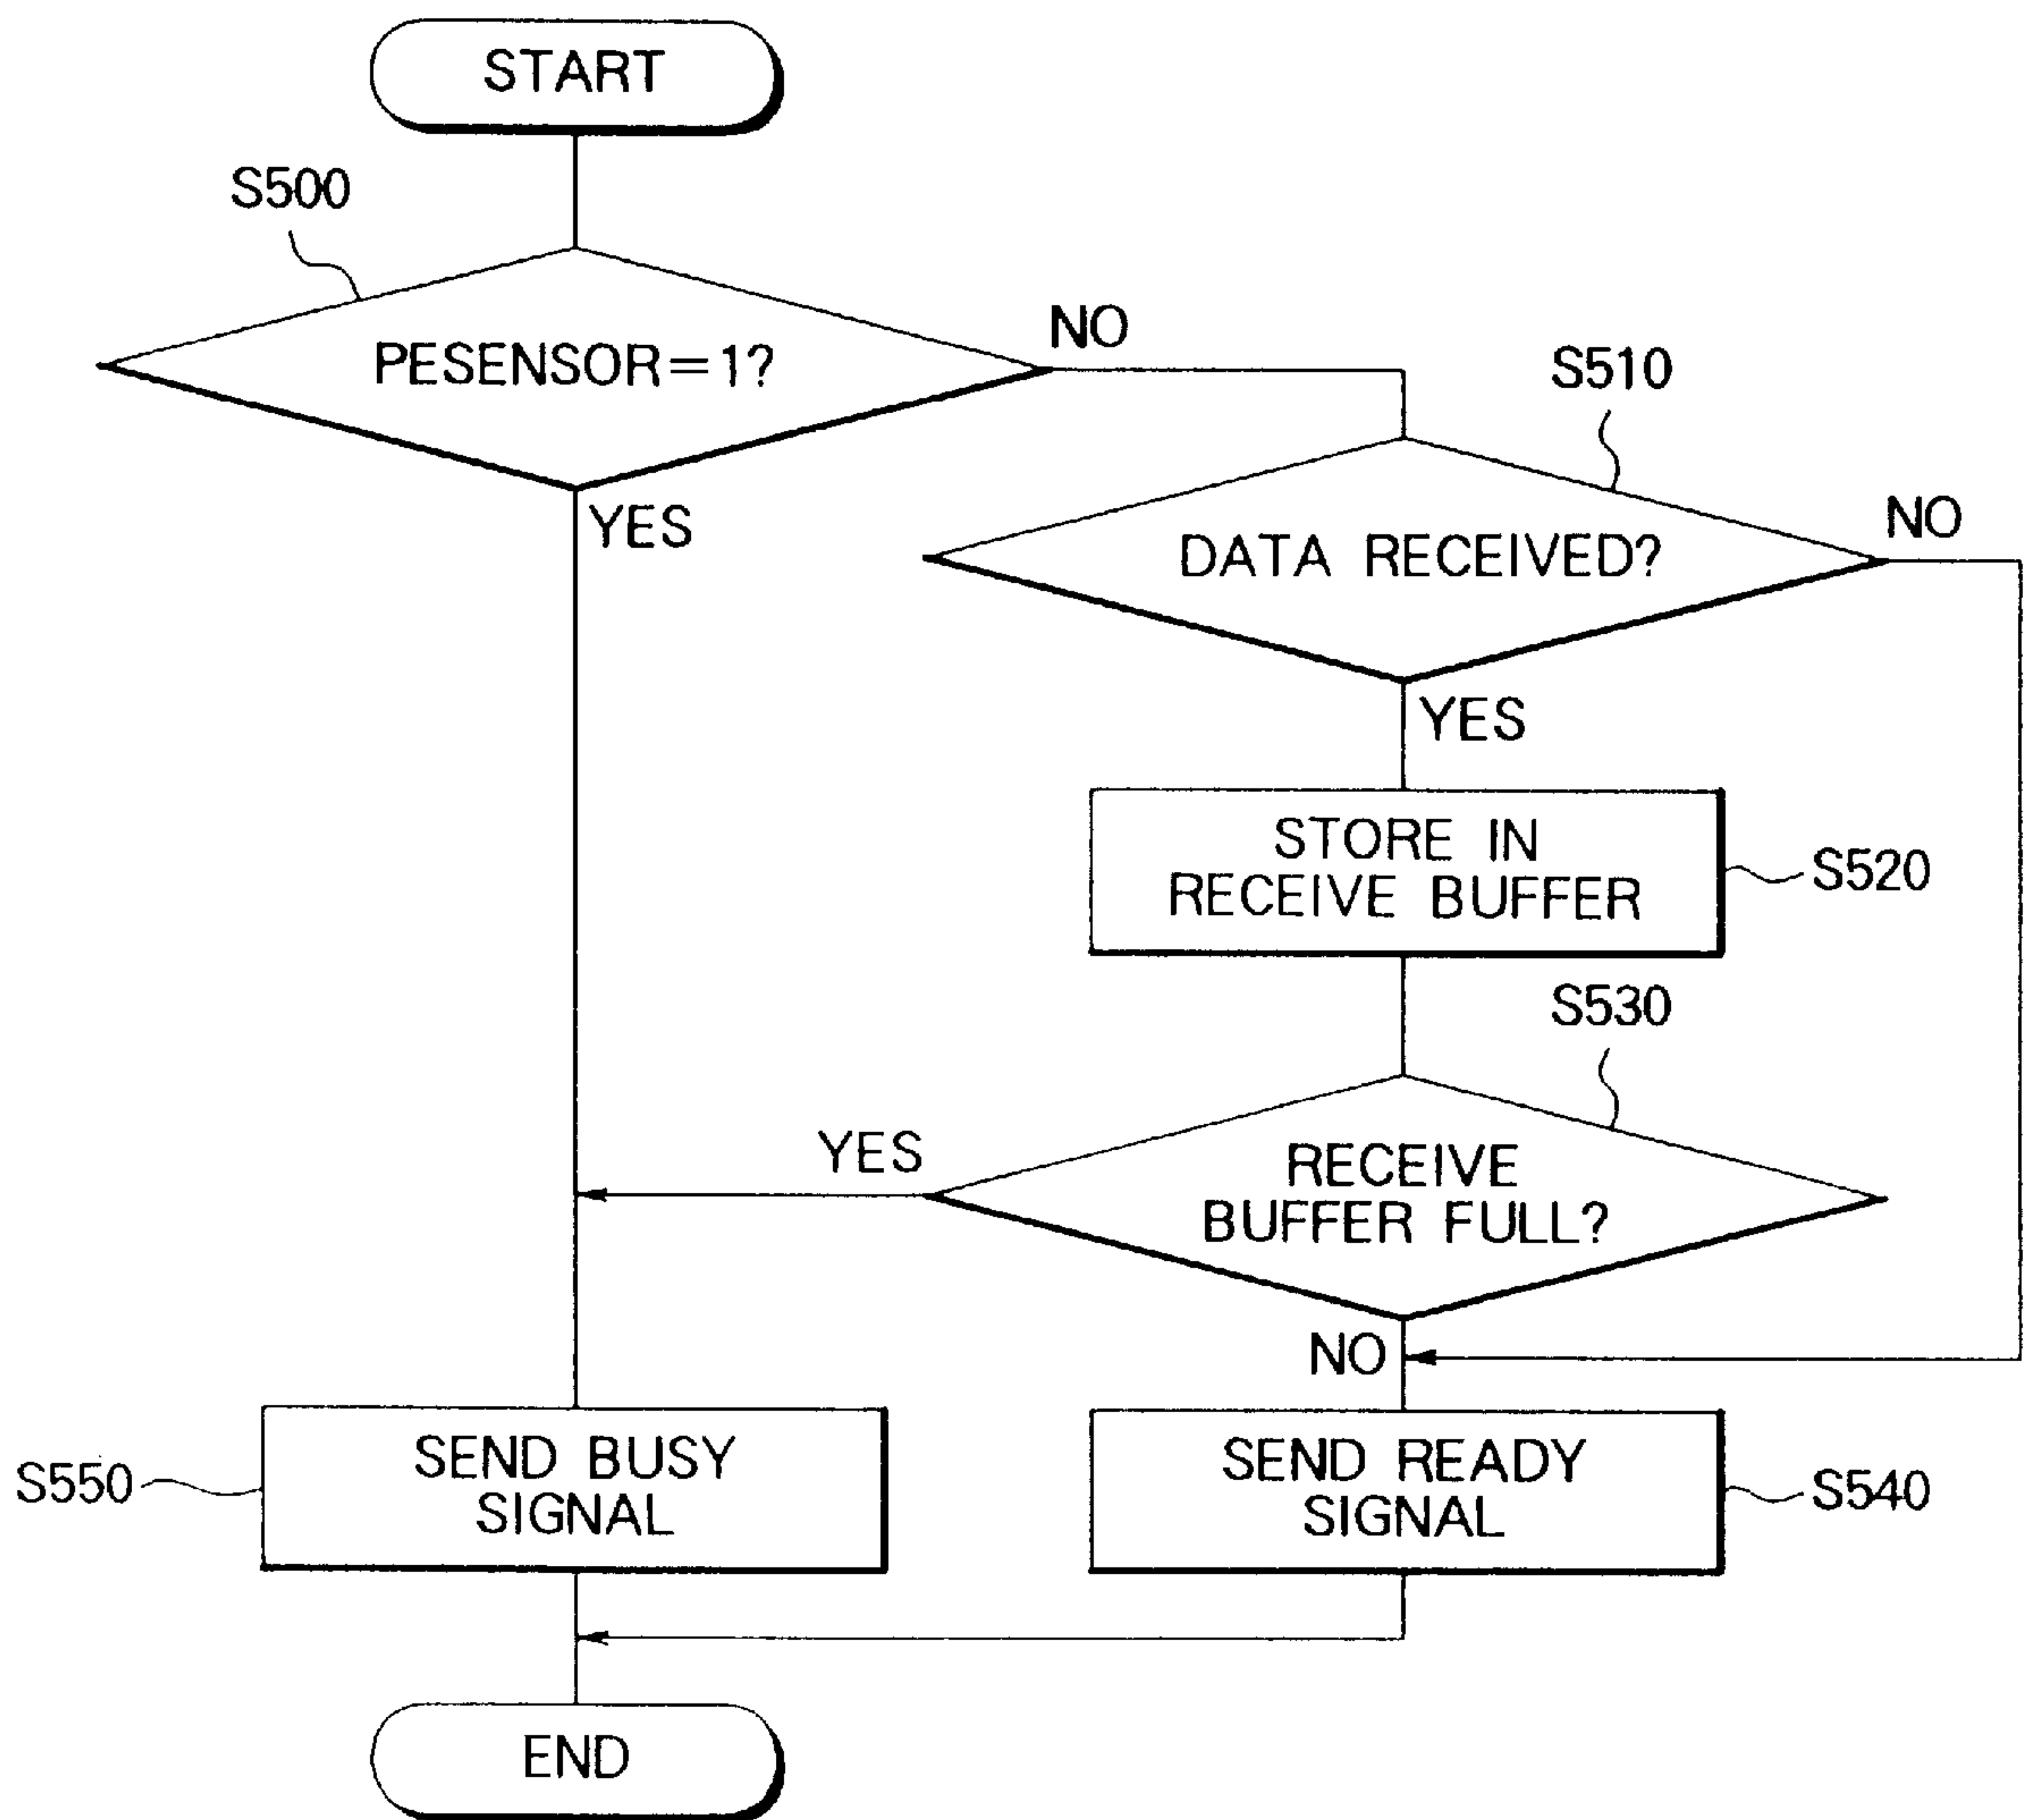 START
S500
PESENSOR=1?
NO
YES
S510
DATA RECEIVED?
NO
YES
STORE IN
RECEIVE BUFFER
S520
S530
RECEIVE
BUFFER FULL?
YES
NO
S550
SEND BUSY
SIGNAL
SEND READY
SIGNAL
S540
END